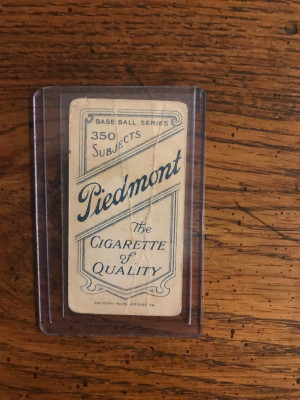 BASE BALL SERIES
350
SUBJECTS
Piedmont
The
CIGARETTE
of
QUALITY